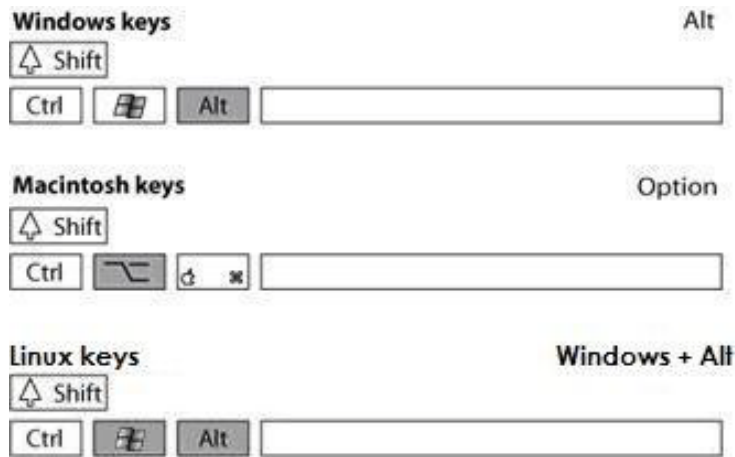 Windows keys Alt
Shift
Ctrl Alt
Macintosh keys Option
Shift
Ctrl ⌥ ⌘
Linux keys Windows + Alt
Shift
Ctrl Alt